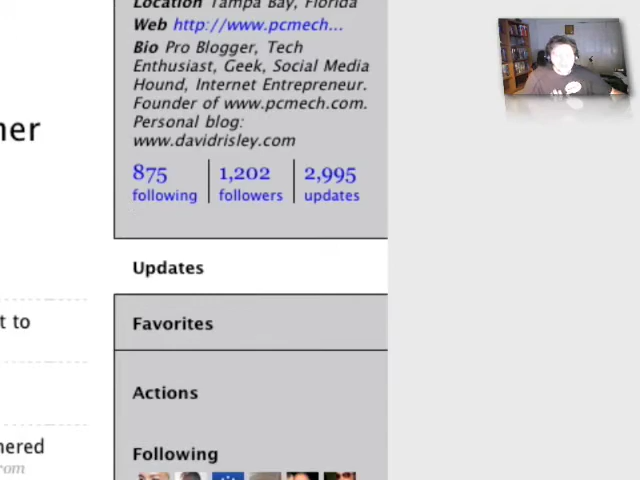 Location Tampa Bay, Florida
Web http://www.pcmech...
Bio Pro Blogger, Tech
Enthusiast, Geek, Social Media
Hound, Internet Entrepreneur.
Founder of www.pcmech.com.
Personal blog:
www.davidrisley.com
875 1,202 2,995
following followers updates
Updates
Favorites
t to
Actions
Following